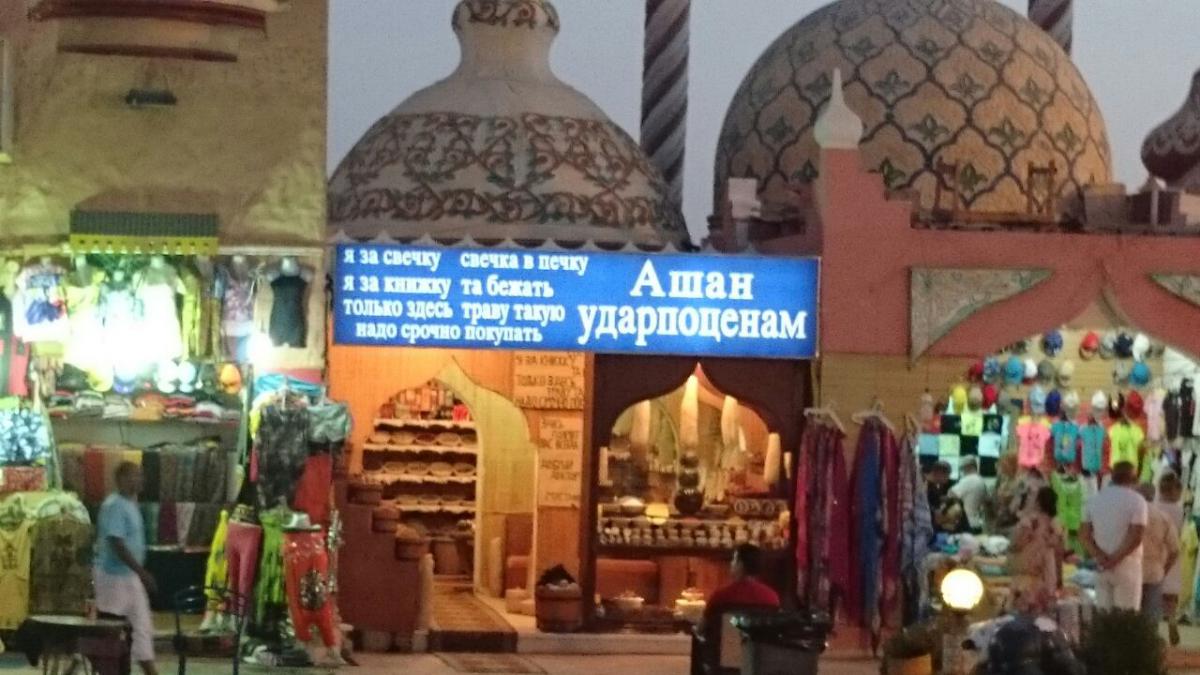 я за свечку свечка в печку
я за книжку та бежать
только здесь траву такую
надо срочно покупать
Ашан
ударпоценам